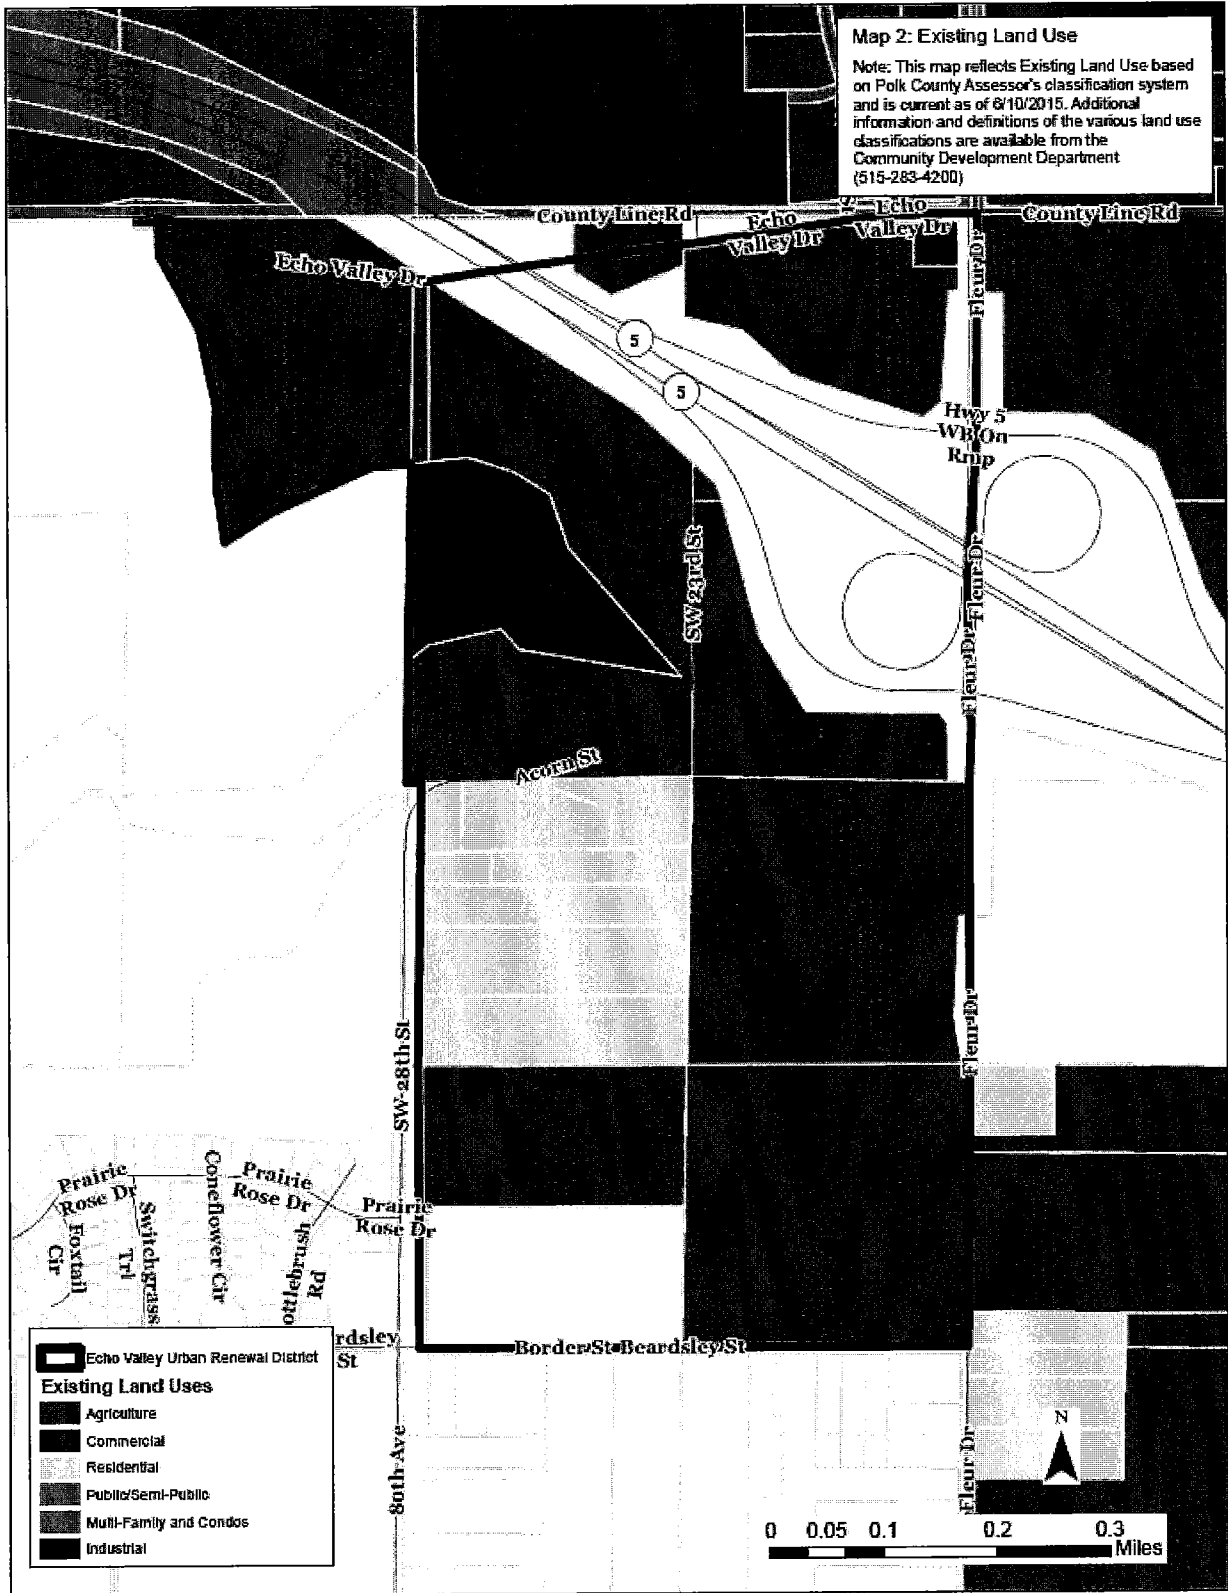 Map 2: Existing Land Use
Note: This map reflects Existing Land Use based
on Polk County Assessor's classification system
and is current as of 6/10/2015. Additional
information and definitions of the various land use
classifications are available from the
Community Development Department
(515-283-4200)
County Line Rd
Echo
Valley Dr
Echo
Valley Dr
County Line Rd
Echo Valley Dr
Fleur Dr
5
5
Hwy 5
WB On
Rmp
SW 23rd St
Fleur Dr
Fleur Dr
Acorn St
Fleur Dr
SW 28th St
Prairie
Rose Dr
Coneflower Cir
Prairie
Rose Dr
Prairie
Rose Dr
Foxtail
Cir
Switchgrass
Trl
ottlebrush
Rd
rdsley
St
Border St Beardsley St
Echo Valley Urban Renewal District
Existing Land Uses
Agriculture
Commercial
Residential
Public/Semi-Public
Multi-Family and Condos
Industrial
80th Ave
Fleur Dr
N
0 0.05 0.1 0.2 0.3
Miles